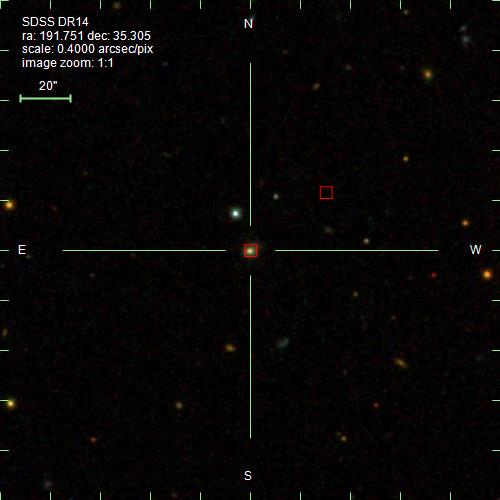 SDSS DR14
ra: 191.751 dec: 35.305
scale: 0.4000 arcsec/pix
image zoom: 1:1
20"
N
E
W
S